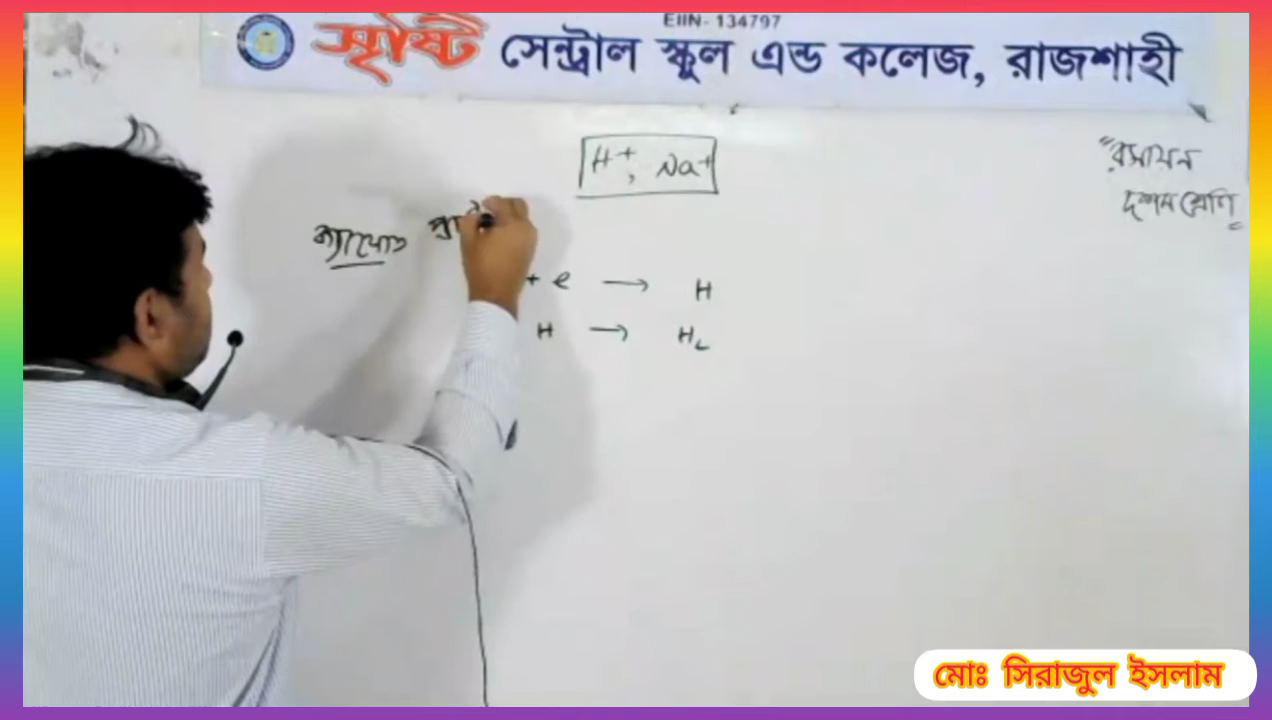 EIIN- 134797
সৃষ্টি সেন্ট্রাল স্কুল এন্ড কলেজ, রাজশাহী
H+, Na+
"রসায়ন
দশম শ্রেণি"
ক্যাথোড
+ e → H
H → H₂
মোঃ সিরাজুল ইসলাম